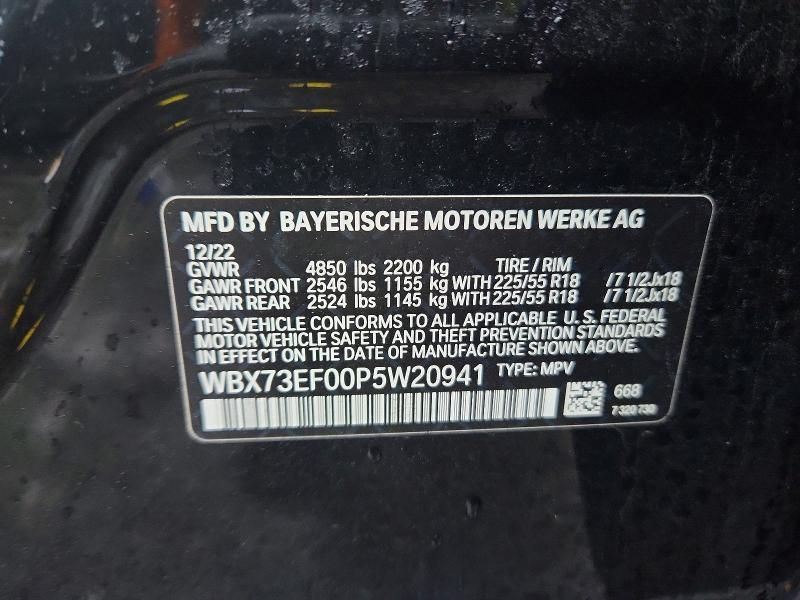 MFD BY BAYERISCHE MOTOREN WERKE AG
12/22
GVWR 4850 lbs 2200 kg TIRE / RIM
GAWR FRONT 2546 lbs 1155 kg WITH 225/55 R18 / 7 1/2Jx18
GAWR REAR 2524 lbs 1145 kg WITH 225/55 R18 / 7 1/2Jx18
THIS VEHICLE CONFORMS TO ALL APPLICABLE U. S. FEDERAL
MOTOR VEHICLE SAFETY AND THEFT PREVENTION STANDARDS
IN EFFECT ON THE DATE OF MANUFACTURE SHOWN ABOVE.
WBX73EF00P5W20941 TYPE: MPV
668
7 320 730